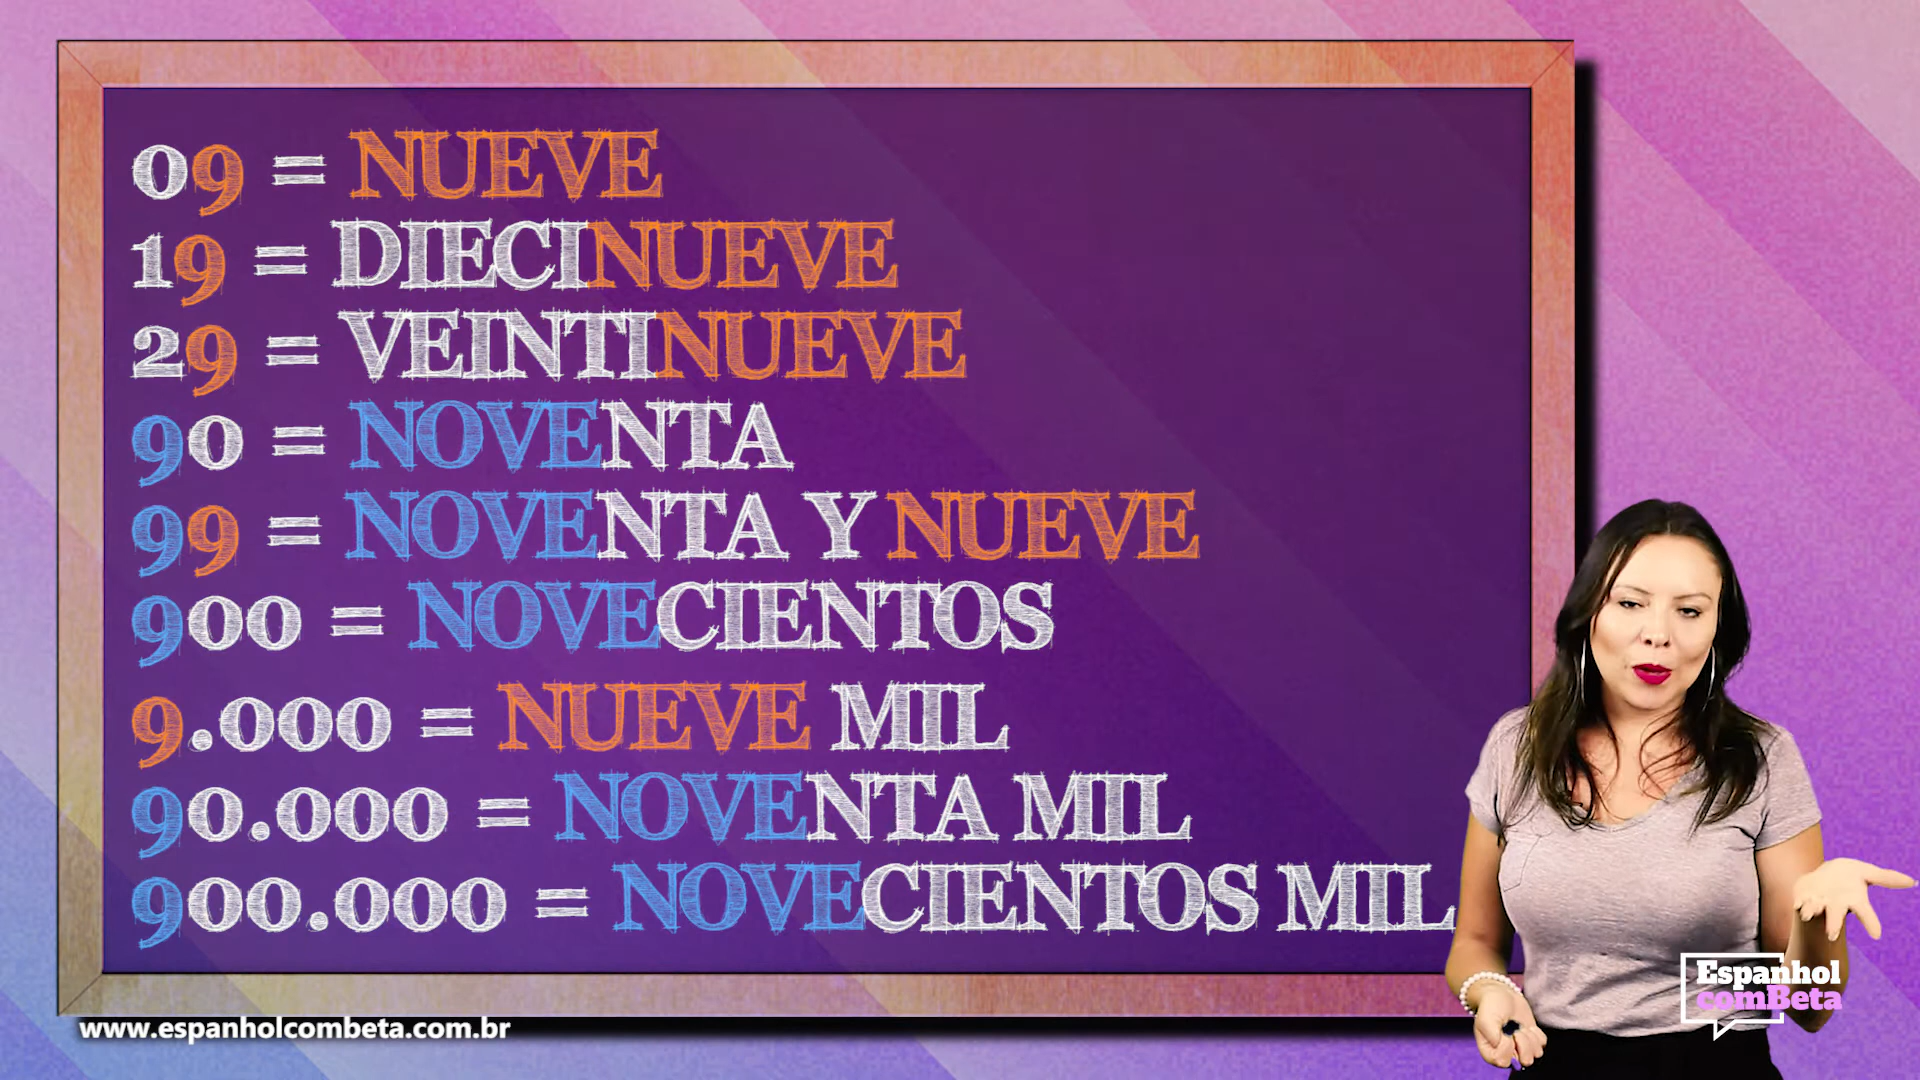 09 = NUEVE
19 = DIECINUEVE
29 = VEINTINUEVE
90 = NOVENTA
99 = NOVENTA Y NUEVE
900 = NOVECIENTOS
9.000 = NUEVE MIL
90.000 = NOVENTA MIL
900.000 = NOVECIENTOS MIL
www.espanholcombeta.com.br
Espanhol
comBeta